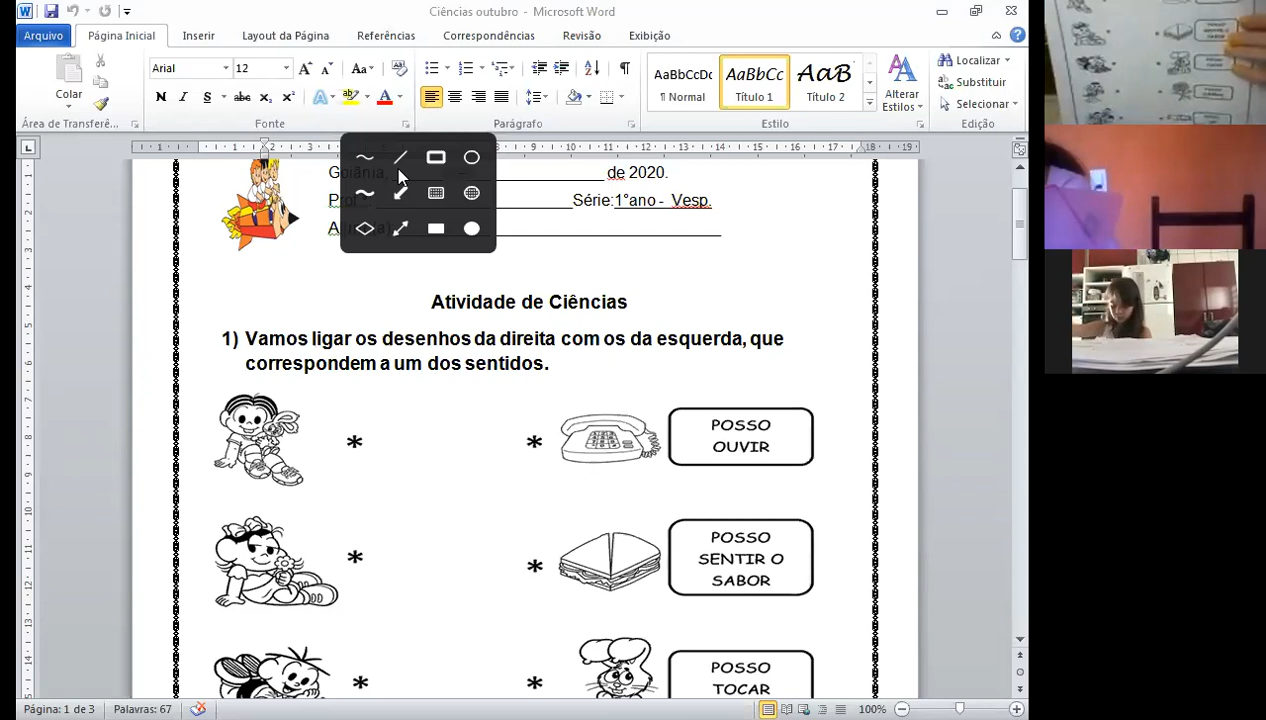 Ciências outubro - Microsoft Word
Arquivo Página Inicial Inserir Layout da Página Referências Correspondências Revisão Exibição
Colar
Arial 12
AaBbCcDc AaBbCc AaB
¶ Normal Título 1 Título 2
Alterar Estilos
Localizar
Substituir
Selecionar
Área de Transferê... Fonte Parágrafo Estilo Edição
Goiânia, de 2020.
Série:1°ano - Vesp.
Atividade de Ciências
1) Vamos ligar os desenhos da direita com os da esquerda, que
correspondem a um dos sentidos.
* * POSSO
OUVIR
* * POSSO
SENTIR O
SABOR
* * POSSO
TOCAR
Página: 1 de 3 Palavras: 67 100%